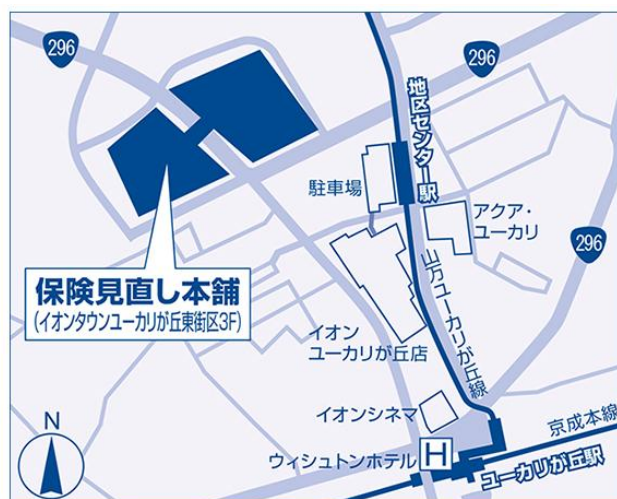 296
296
地区センター駅
駐車場
アクア・
ユーカリ
296
保険見直し本舗
(イオンタウンユーカリが丘東街区3F)
山万ユーカリが丘線
イオン
ユーカリが丘店
イオンシネマ
京成本線
N
ウィシュトンホテル
H
ユーカリが丘駅